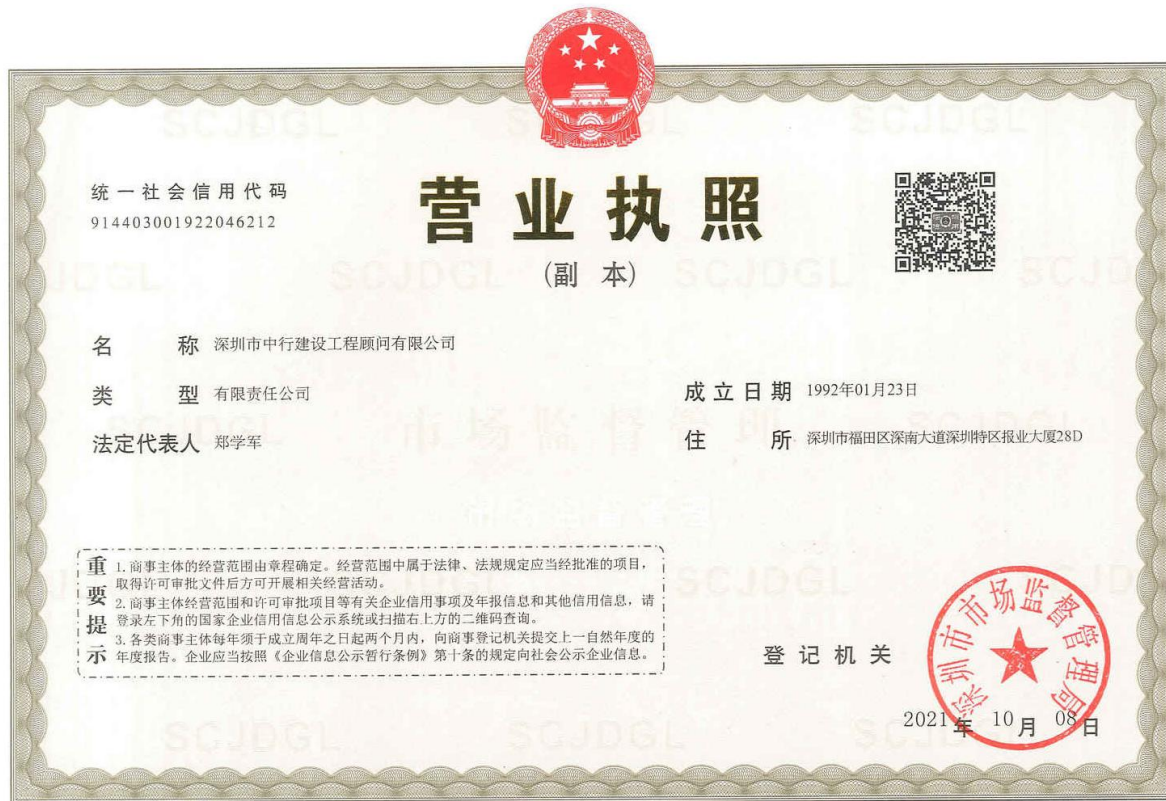 统一社会信用代码
914403001922046212
营业执照
(副 本)
名 称 深圳市中行建设工程顾问有限公司
类 型 有限责任公司
法定代表人 郑学军
成立日期 1992年01月23日
住 所 深圳市福田区深南大道深圳特区报业大厦28D
重要提示
1. 商事主体的经营范围由章程确定。经营范围中属于法律、法规规定应当经批准的项目，
取得许可审批文件后方可开展相关经营活动。
2. 商事主体经营范围和许可审批项目等有关企业信用事项及年报信息和其他信用信息，请
登录左下角的国家企业信用信息公示系统或扫描右上方的二维码查询。
3. 各类商事主体每年须于成立周年之日起两个月内，向商事登记机关提交上一自然年度的
年度报告。企业应当按照《企业信息公示暂行条例》第十条的规定向社会公示企业信息。
登记机关
深圳市市场监督管理局
2021年 10月 08日
SCJDGL
市场监督管理